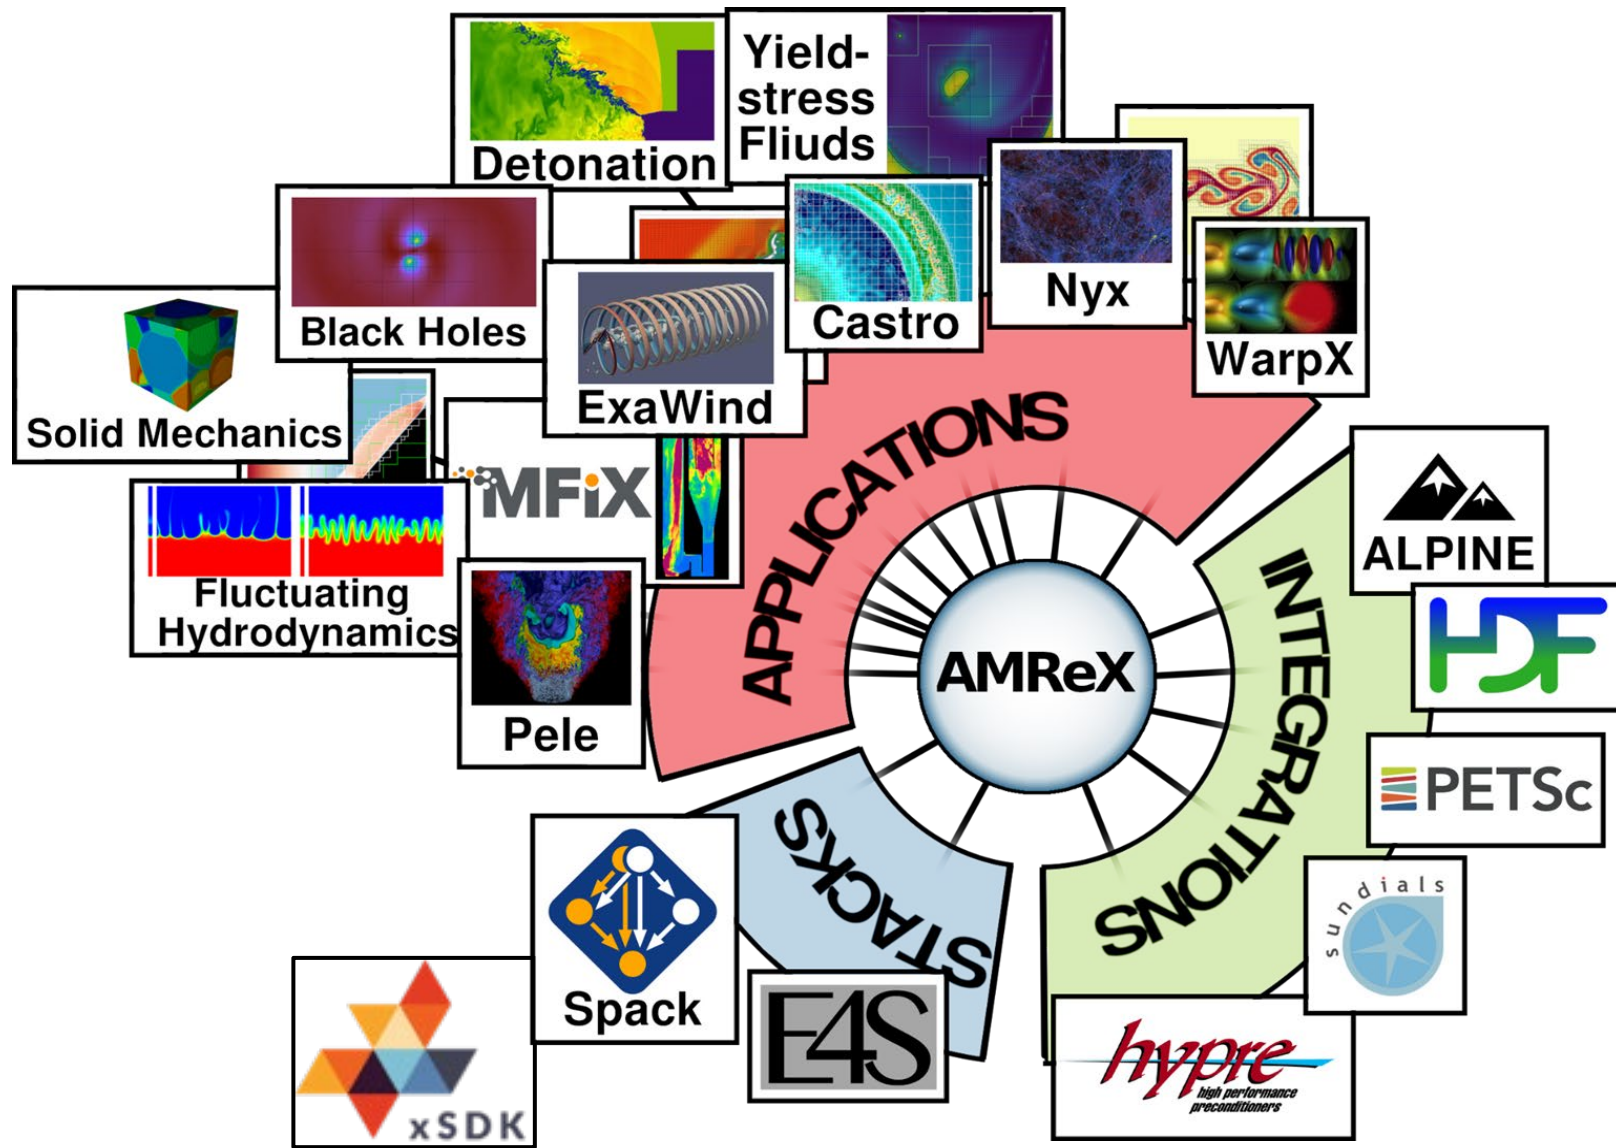 Detonation
Yield-
stress
Fliuds
Black Holes
Castro
Nyx
WarpX
Solid Mechanics
ExaWind
MFiX
Fluctuating
Hydrodynamics
Pele
APPLICATIONS
AMReX
INTEGRATIONS
STACKS
ALPINE
HDF
PETSc
sundials
hypre
high performance
preconditioners
Spack
E4S
xSDK